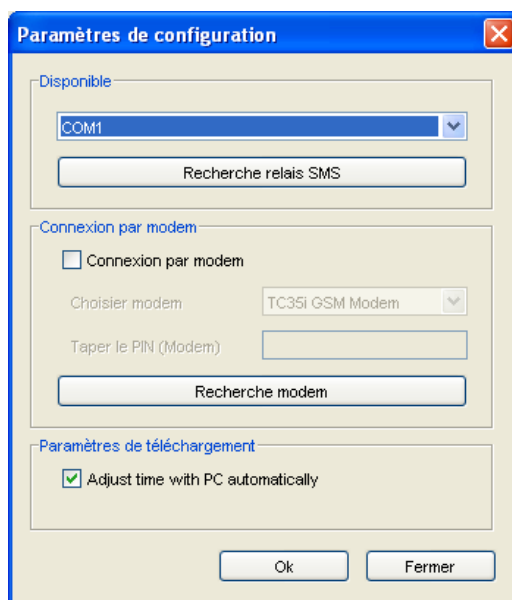 Paramètres de configuration
Disponible
COM1
Recherche relais SMS
Connexion par modem
Connexion par modem
Choisier modem
TC35i GSM Modem
Taper le PIN (Modem)
Recherche modem
Paramètres de téléchargement
Adjust time with PC automatically
Ok
Fermer